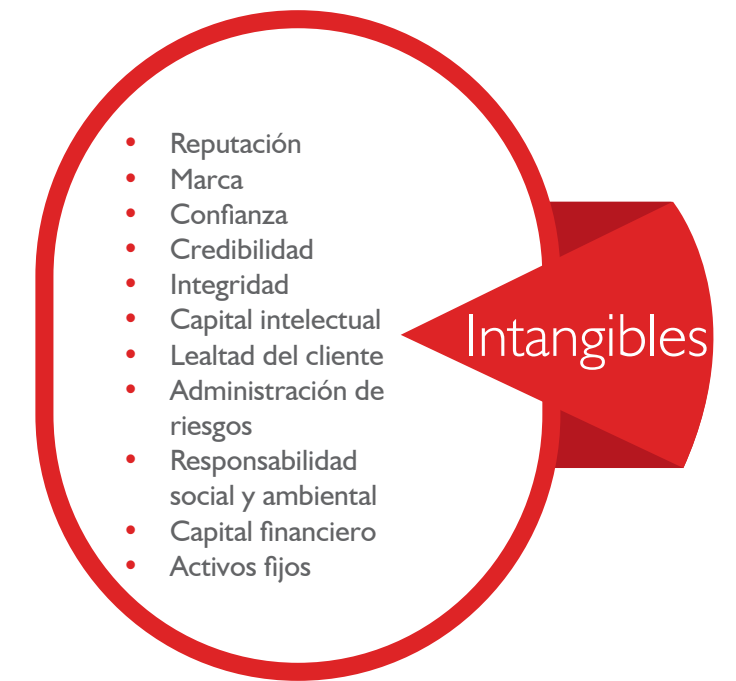 • Reputación
• Marca
• Confianza
• Credibilidad
• Integridad
• Capital intelectual
• Lealtad del cliente
• Administración de
riesgos
• Responsabilidad
social y ambiental
• Capital financiero
• Activos fijos
Intangibles